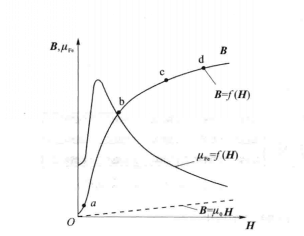 B, μFe
B
d
c
B=f(H)
b
μFe=f(H)
a
B=μ0H
O
H